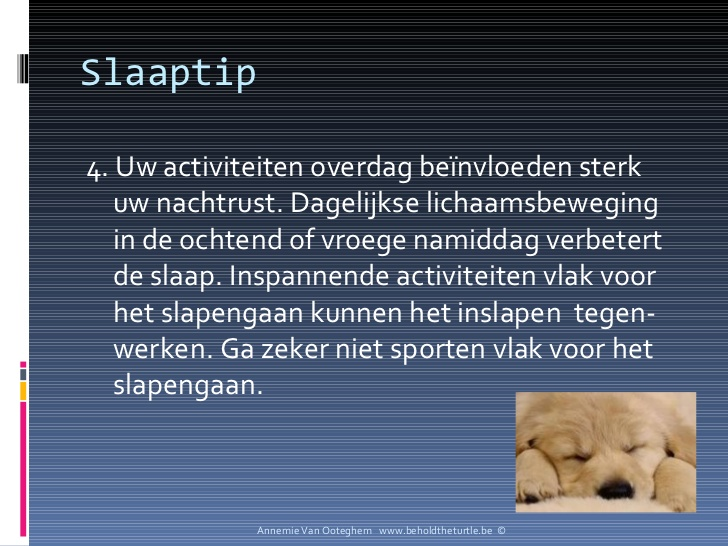 Slaaptip
4. Uw activiteiten overdag beïnvloeden sterk
uw nachtrust. Dagelijkse lichaamsbeweging
in de ochtend of vroege namiddag verbetert
de slaap. Inspannende activiteiten vlak voor
het slapengaan kunnen het inslapen  tegen-
werken. Ga zeker niet sporten vlak voor het
slapengaan.
Annemie Van Ooteghem   www.beholdtheturtle.be  ©